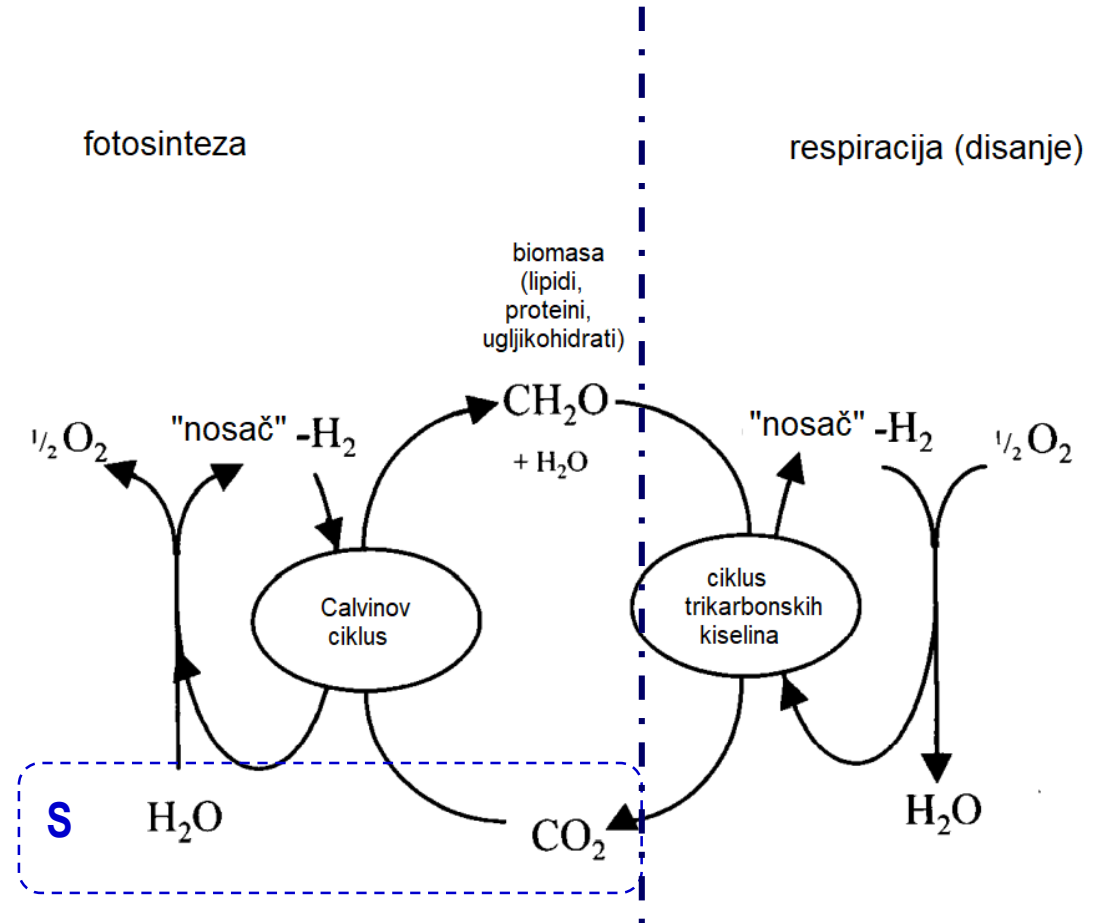 fotosinteza
respiracija (disanje)
biomasa
(lipidi,
proteini,
ugljikohidrati)
CH₂O
+ H₂O
½ O₂
"nosač" -H₂
"nosač" -H₂
½ O₂
Calvinov
ciklus
ciklus
trikarbonskih
kiselina
S
H₂O
CO₂
H₂O